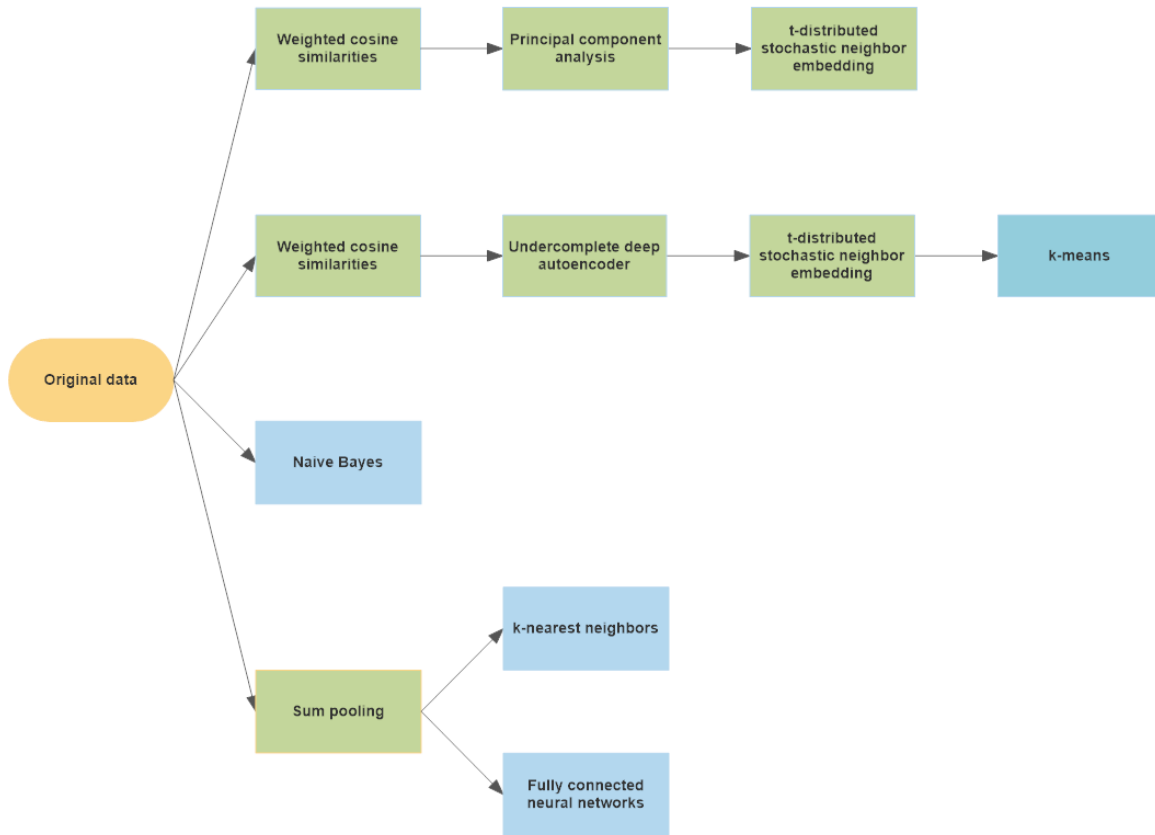 Weighted cosine
similarities
Principal component
analysis
t-distributed
stochastic neighbor
embedding
Weighted cosine
similarities
Undercomplete deep
autoencoder
t-distributed
stochastic neighbor
embedding
k-means
Original data
Naive Bayes
k-nearest neighbors
Sum pooling
Fully connected
neural networks